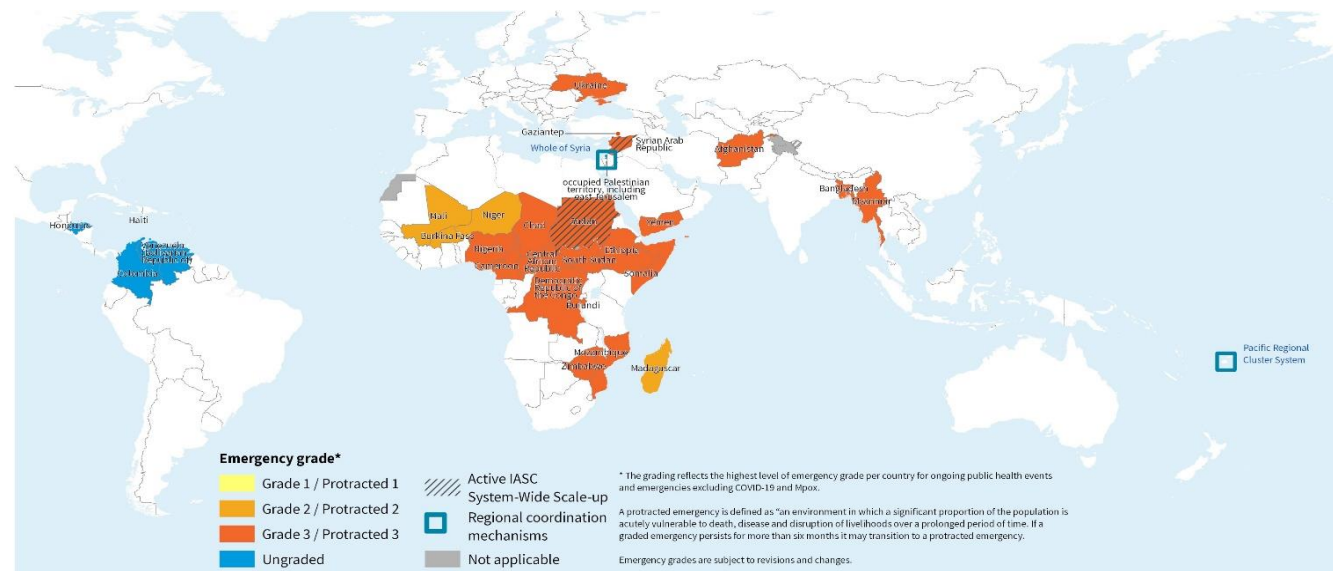 Ukraine
Gaziantep
Syrian Arab
Republic
Whole of Syria
Afghanistan
occupied Palestinian
territory, including
east Jerusalem
Bangladesh
Myanmar
Honduras
Haiti
Mali
Niger
Chad
Sudan
Yemen
Burkina Faso
Colombia
Nigeria
Ethiopia
Cameroon
Central
African
Republic
South Sudan
Somalia
Democratic
Republic of
the Congo
Burundi
Mozambique
Zimbabwe
Madagascar
Pacific Regional
Cluster System
Emergency grade*
Grade 1 / Protracted 1
Grade 2 / Protracted 2
Grade 3 / Protracted 3
Ungraded
Active IASC
System-Wide Scale-up
Regional coordination
mechanisms
Not applicable
* The grading reflects the highest level of emergency grade per country for ongoing public health events
and emergencies excluding COVID-19 and Mpox.
A protracted emergency is defined as "an environment in which a significant proportion of the population is
acutely vulnerable to death, disease and disruption of livelihoods over a prolonged period of time. If a
graded emergency persists for more than six months it may transition to a protracted emergency.
Emergency grades are subject to revisions and changes.